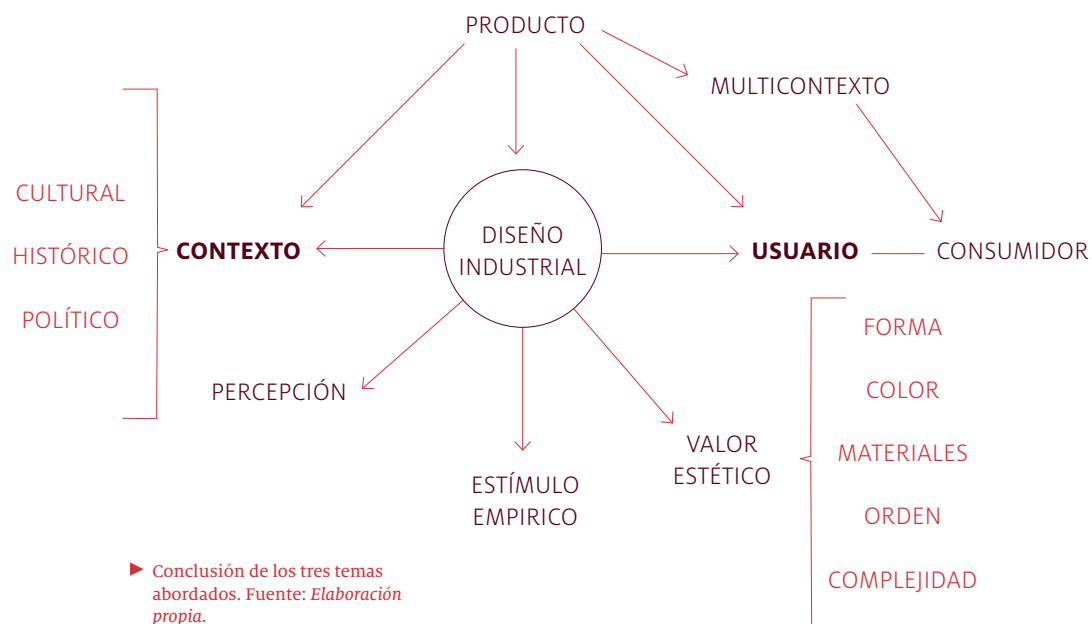 PRODUCTO
MULTICONTEXTO
CULTURAL
HISTÓRICO
POLÍTICO
CONTEXTO
DISEÑO
INDUSTRIAL
USUARIO
CONSUMIDOR
PERCEPCIÓN
ESTÍMULO
EMPIRICO
VALOR
ESTÉTICO
FORMA
COLOR
MATERIALES
ORDEN
COMPLEJIDAD
Conclusión de los tres temas
abordados. Fuente: Elaboración
propia.